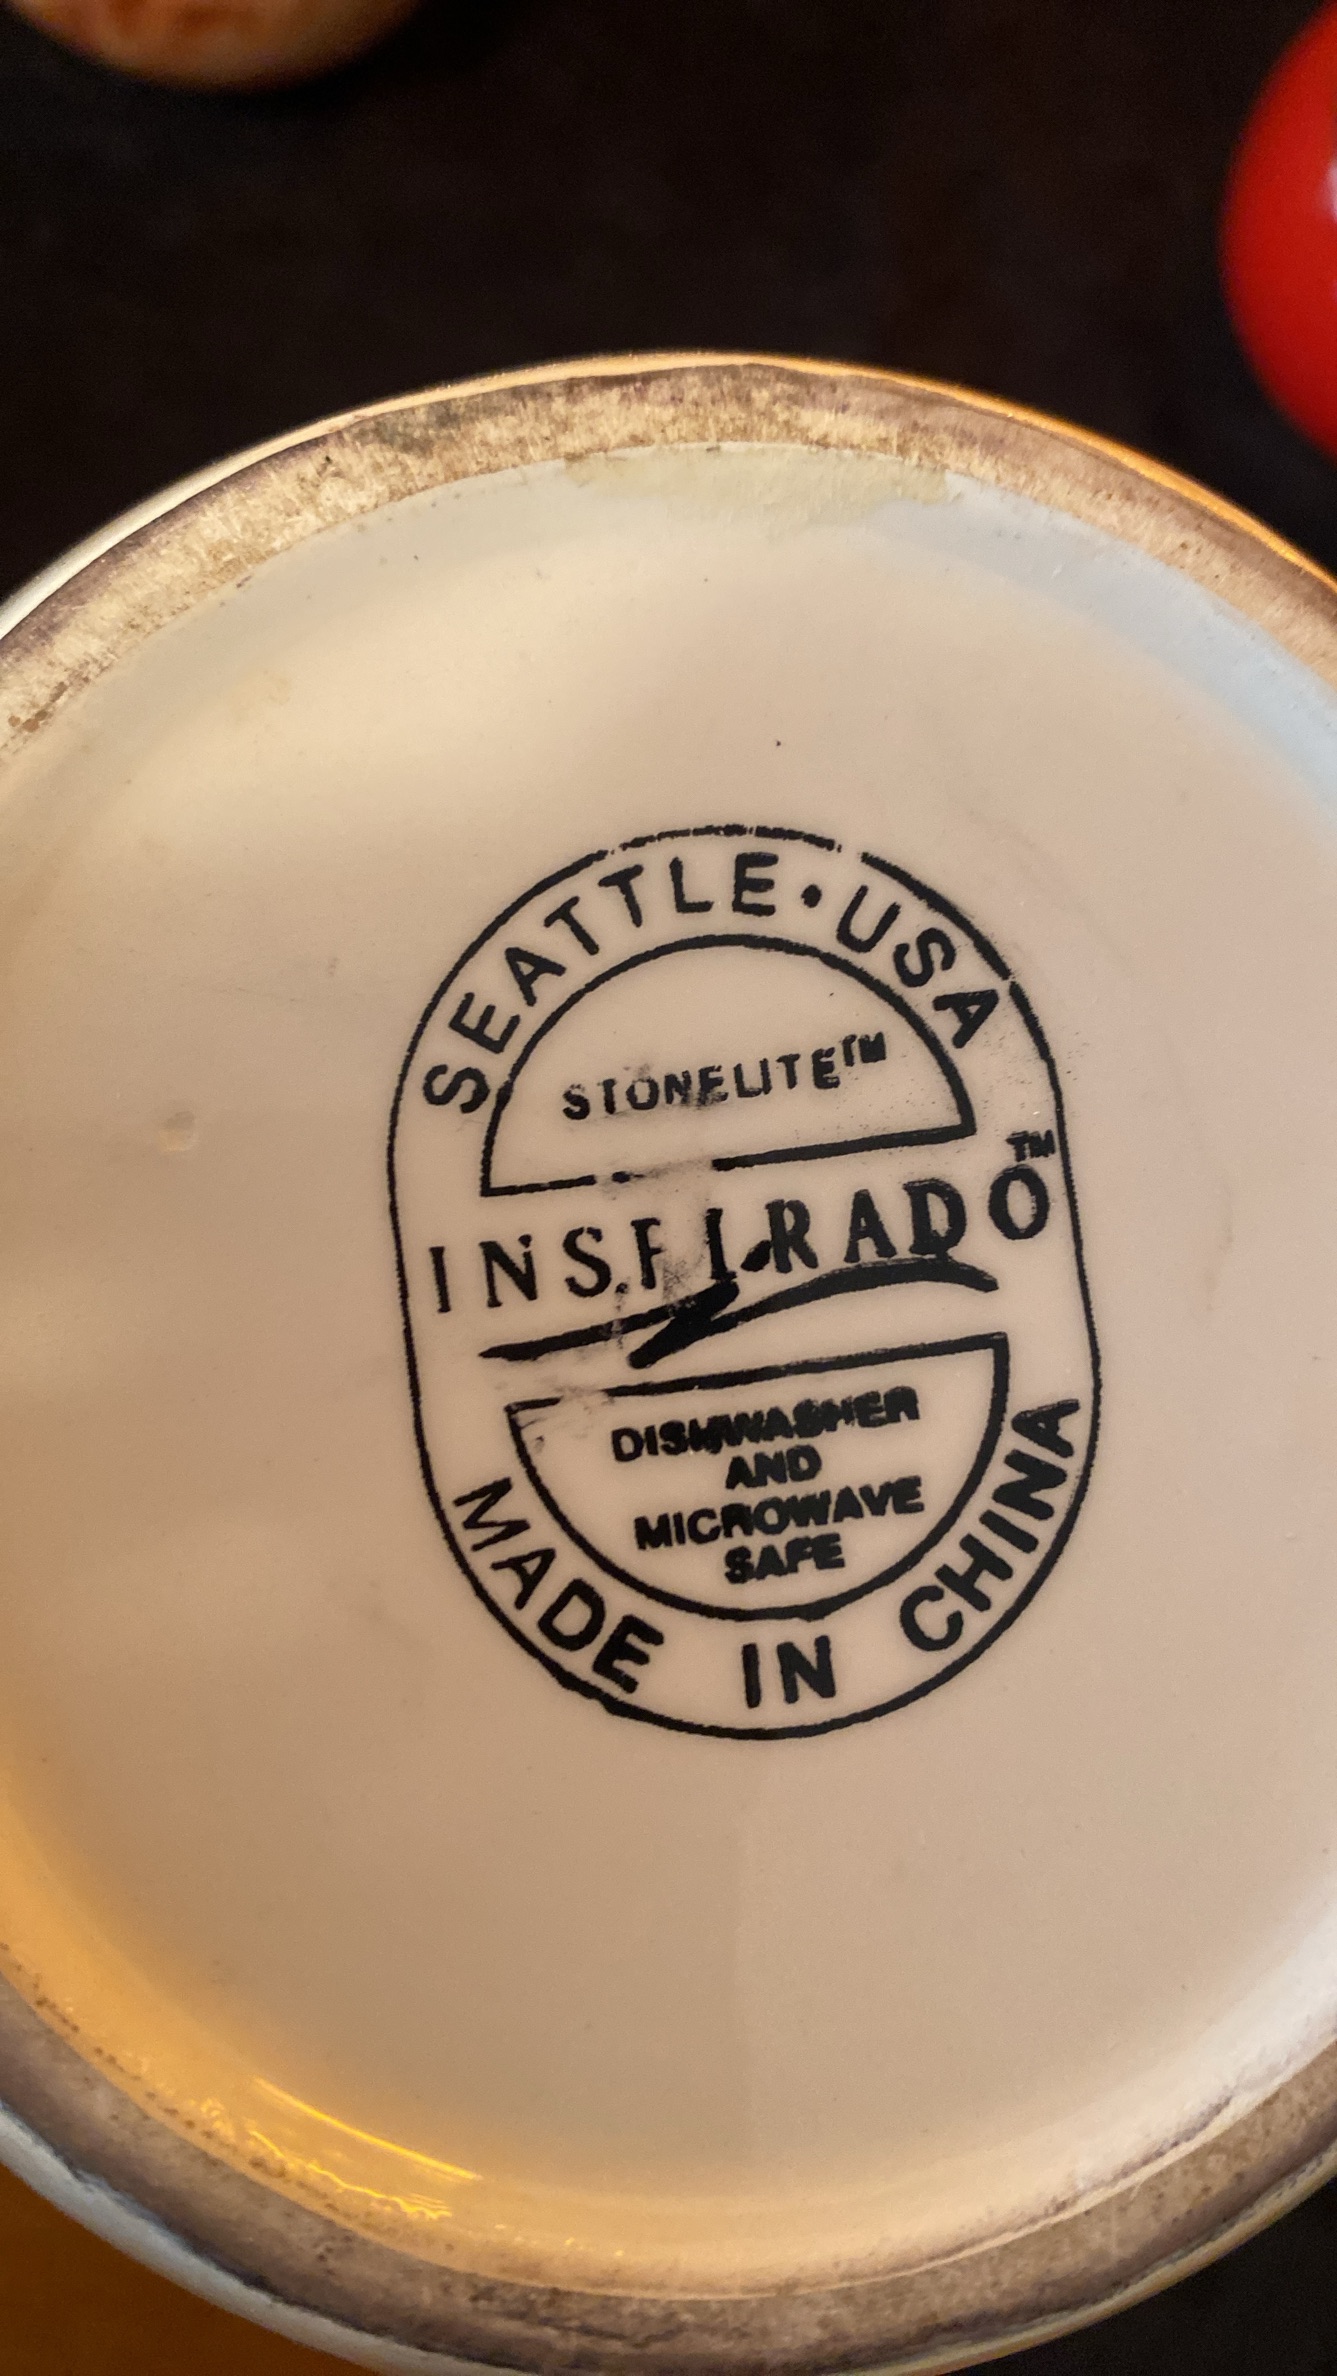 SEATTLE·USA
STONELITE™
INSPIRADO™
DISHWASHER
AND
MICROWAVE
SAFE
MADE IN CHINA